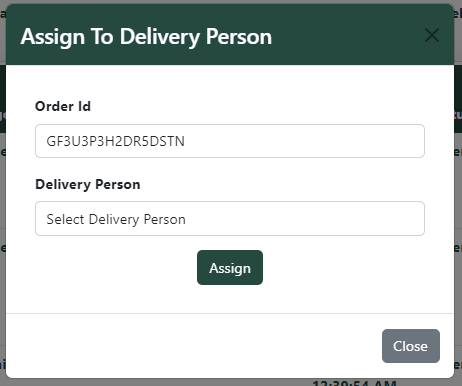 Assign To Delivery Person
Order Id
GF3U3P3H2DR5DSTN
Delivery Person
Select Delivery Person
Assign
Close
12:39:54 AM